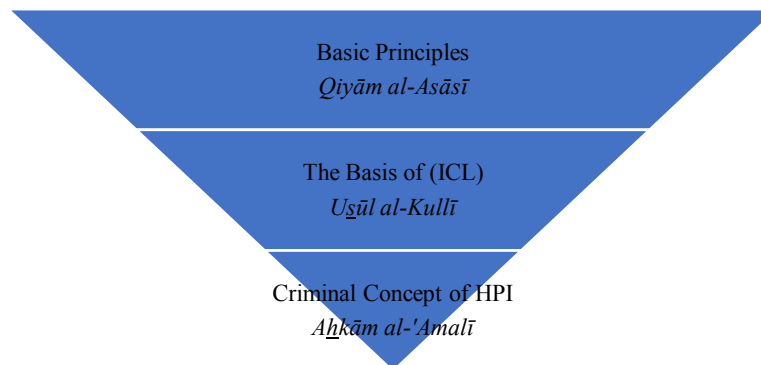 Basic Principles
Qiyām al-Asāsī
The Basis of (ICL)
Us̲ūl al-Kullī
Criminal Concept of HPI
Ah̲kām al-'Amalī